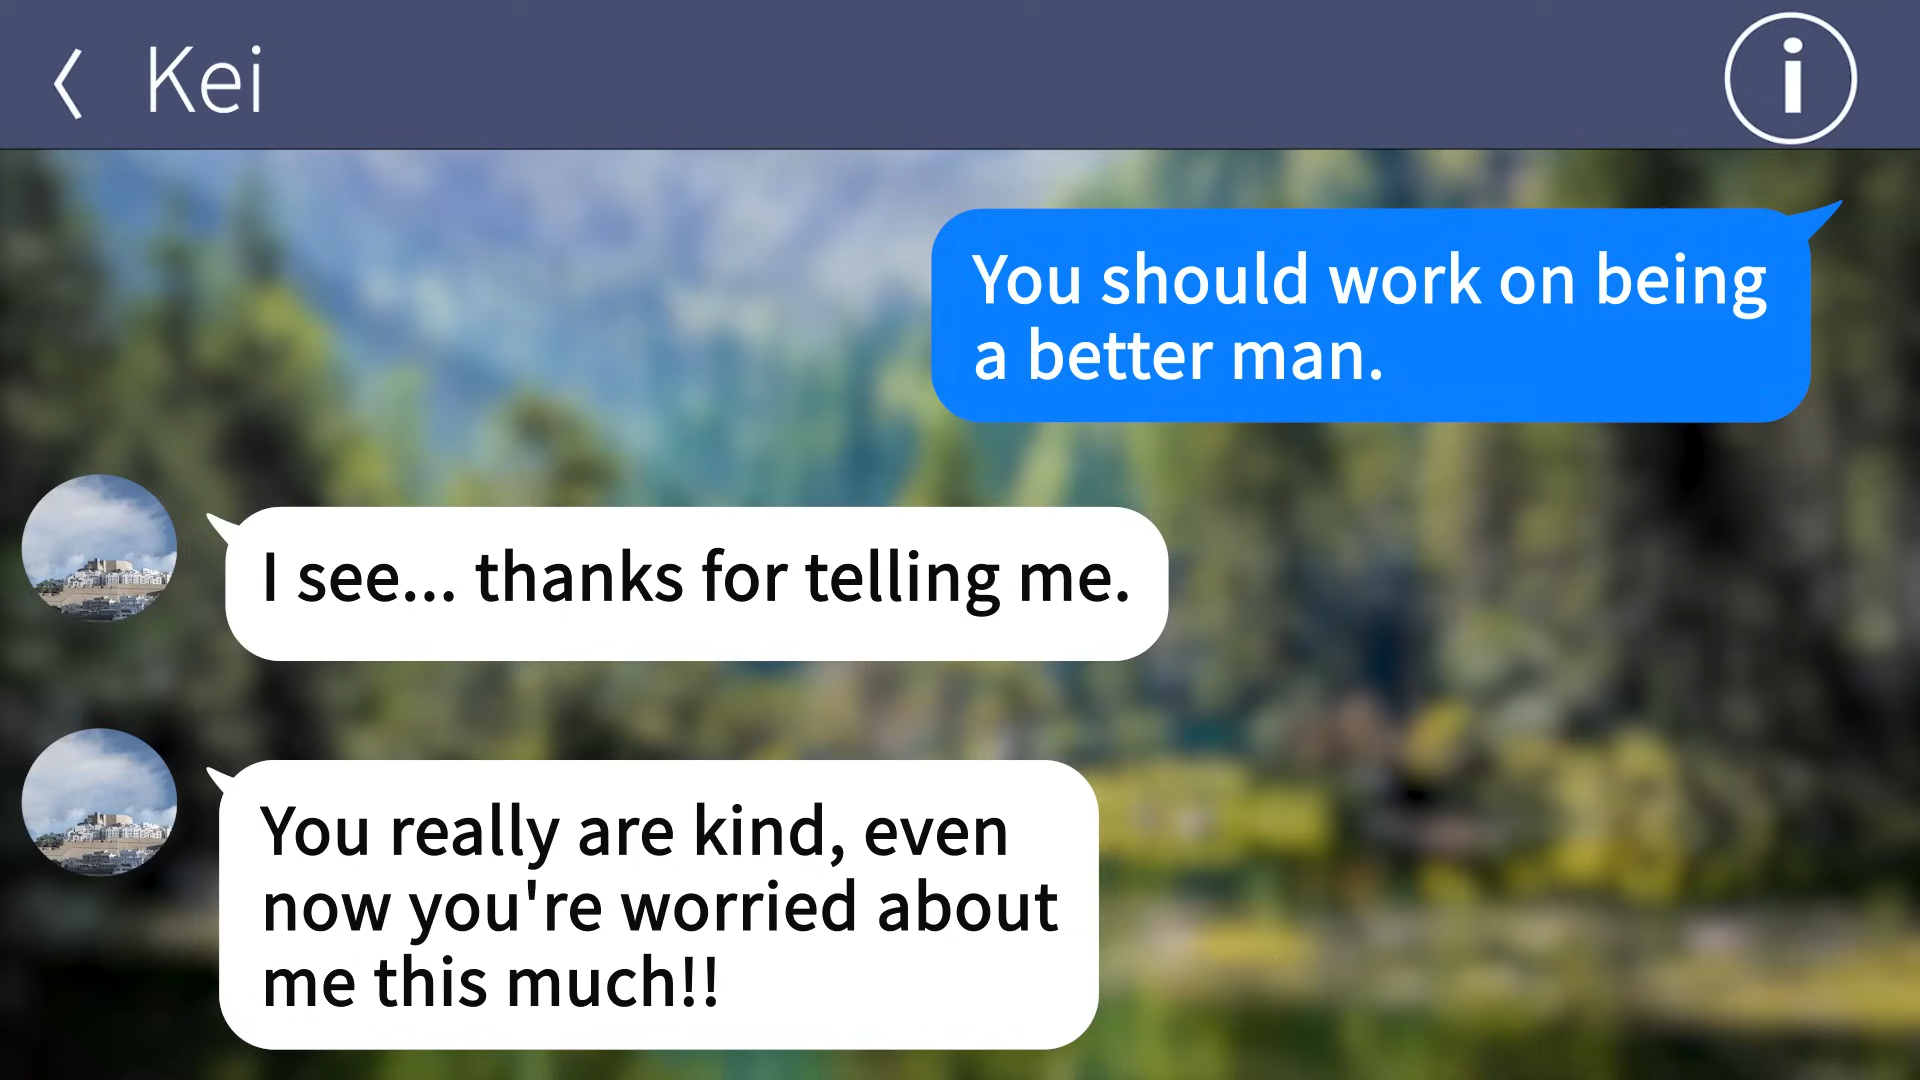 Kei
You should work on being
a better man.
I see... thanks for telling me.
You really are kind, even
now you're worried about
me this much!!